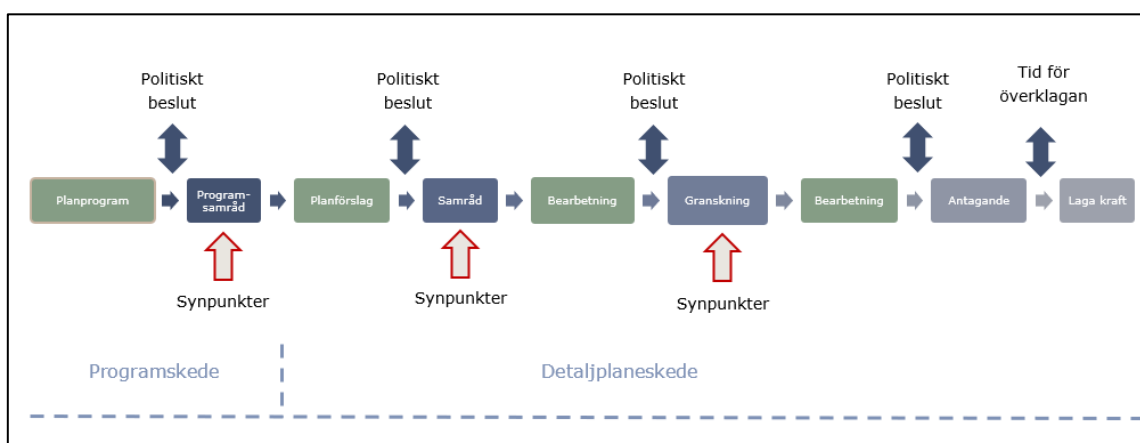 Politiskt
beslut
Politiskt
beslut
Politiskt
beslut
Politiskt
beslut
Tid för
överklagan
Planprogram
Program-
samråd
Planförslag
Samråd
Bearbetning
Granskning
Bearbetning
Antagande
Laga kraft
Synpunkter
Synpunkter
Synpunkter
Programskede
Detaljplaneskede